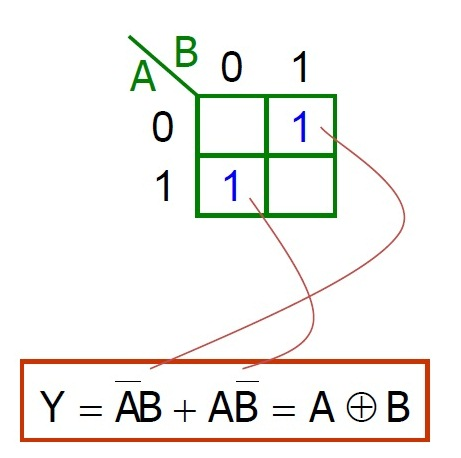 B 0 1
A
0 1
1 1
Y = A̅B + AB̅ = A ⊕ B